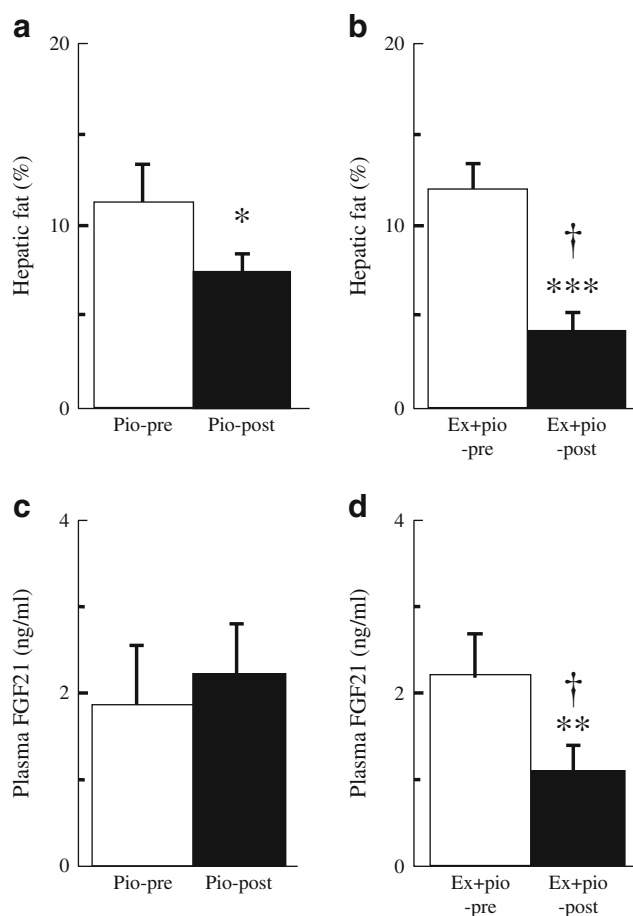 a
20
10
0
Hepatic fat (%)
*
Pio-pre Pio-post
b
20
10
0
Hepatic fat (%)
†
***
Ex+pio Ex+pio
-pre -post
c
4
2
0
Plasma FGF21 (ng/ml)
Pio-pre Pio-post
d
4
2
0
Plasma FGF21 (ng/ml)
†
**
Ex+pio Ex+pio
-pre -post